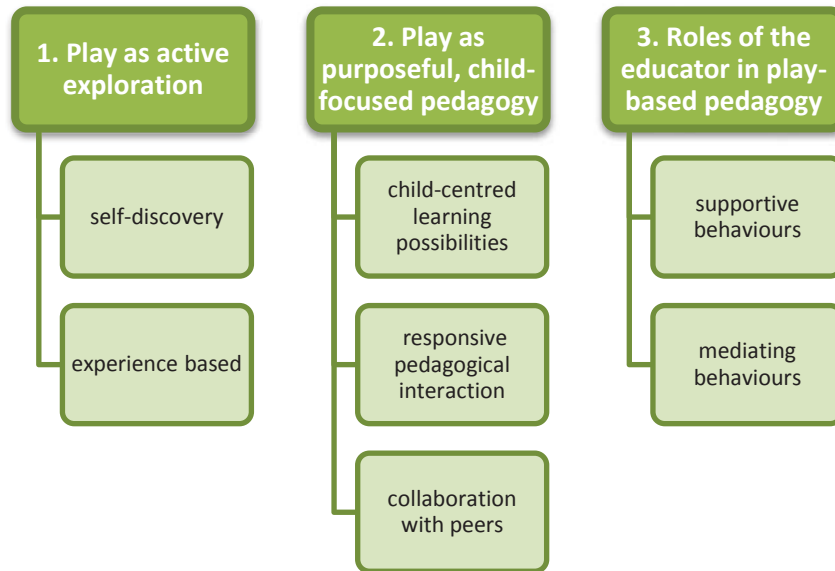 1. Play as active
exploration
self-discovery
experience based
2. Play as
purposeful, child-
focused pedagogy
child-centred
learning
possibilities
responsive
pedagogical
interaction
collaboration
with peers
3. Roles of the
educator in play-
based pedagogy
supportive
behaviours
mediating
behaviours